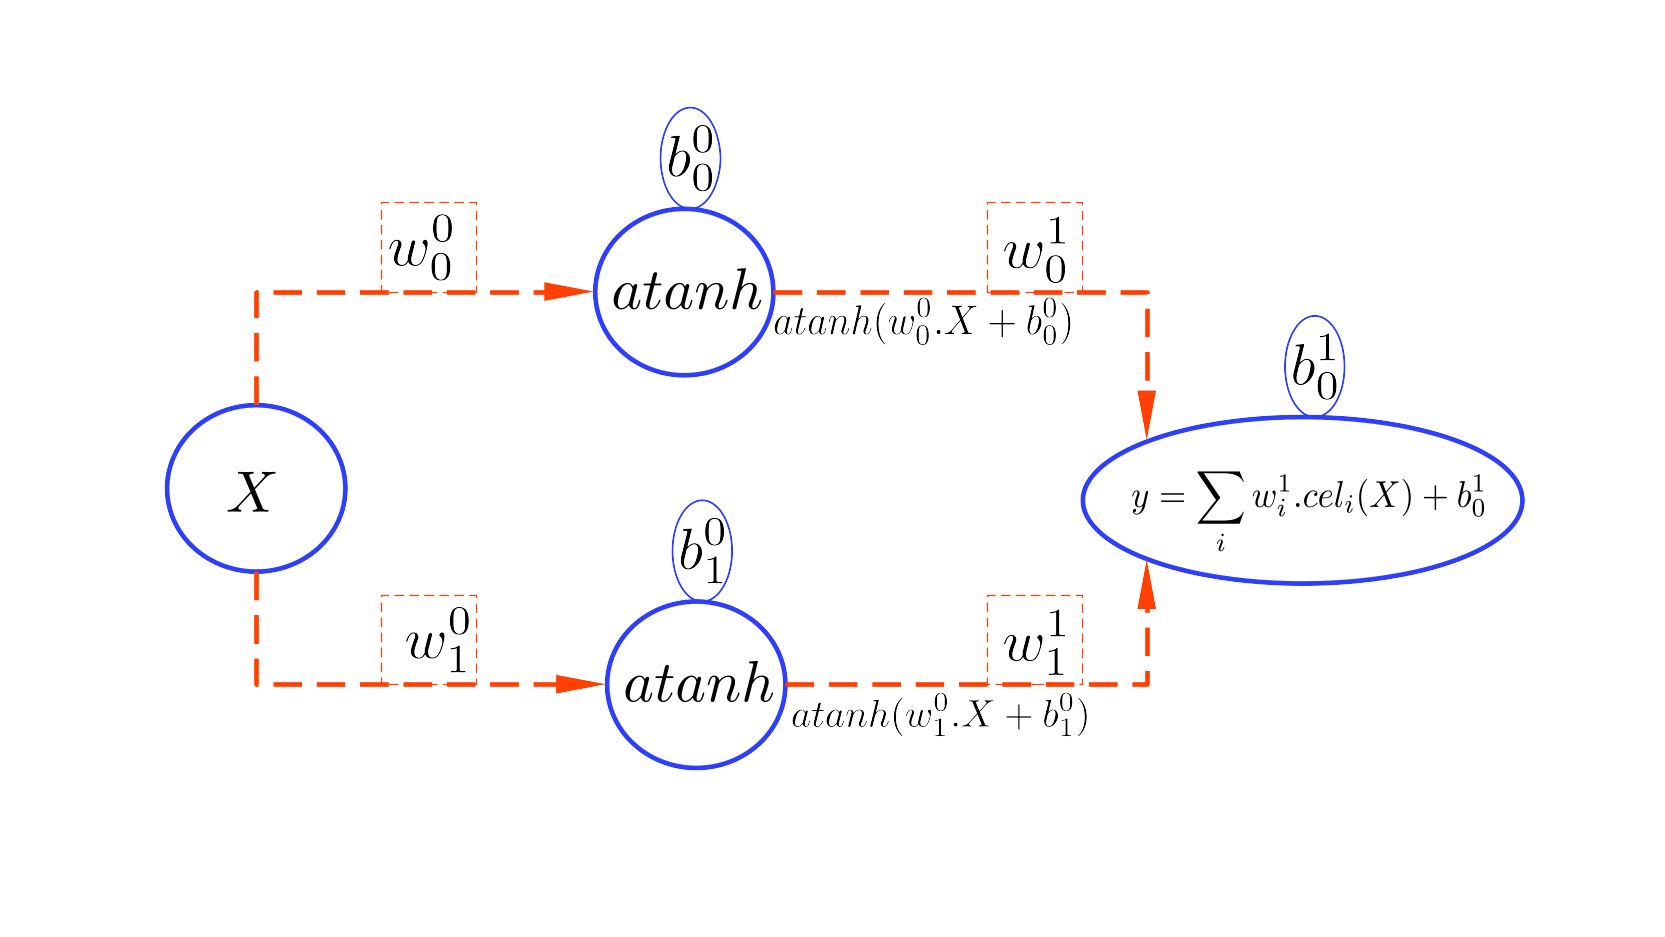 b_0^0
w_0^0
w_0^1
atanh
atanh(w_0^0.X + b_0^0)
b_0^1
X
y = \sum_i w_i^1.cel_i(X) + b_0^1
b_1^0
w_1^0
w_1^1
atanh
atanh(w_1^0.X + b_1^0)